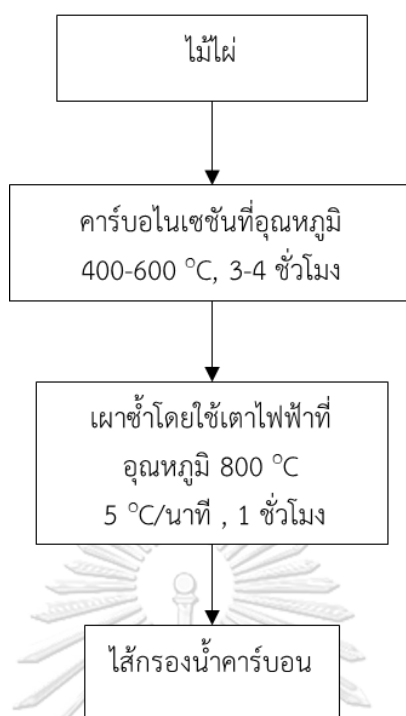 ไม้ไผ่
คาร์บอไนเซชันที่อุณหภูมิ
400-600 °C, 3-4 ชั่วโมง
เผาซ้ำโดยใช้เตาไฟฟ้าที่
อุณหภูมิ 800 °C
5 °C/นาที , 1 ชั่วโมง
ไส้กรองน้ำคาร์บอน